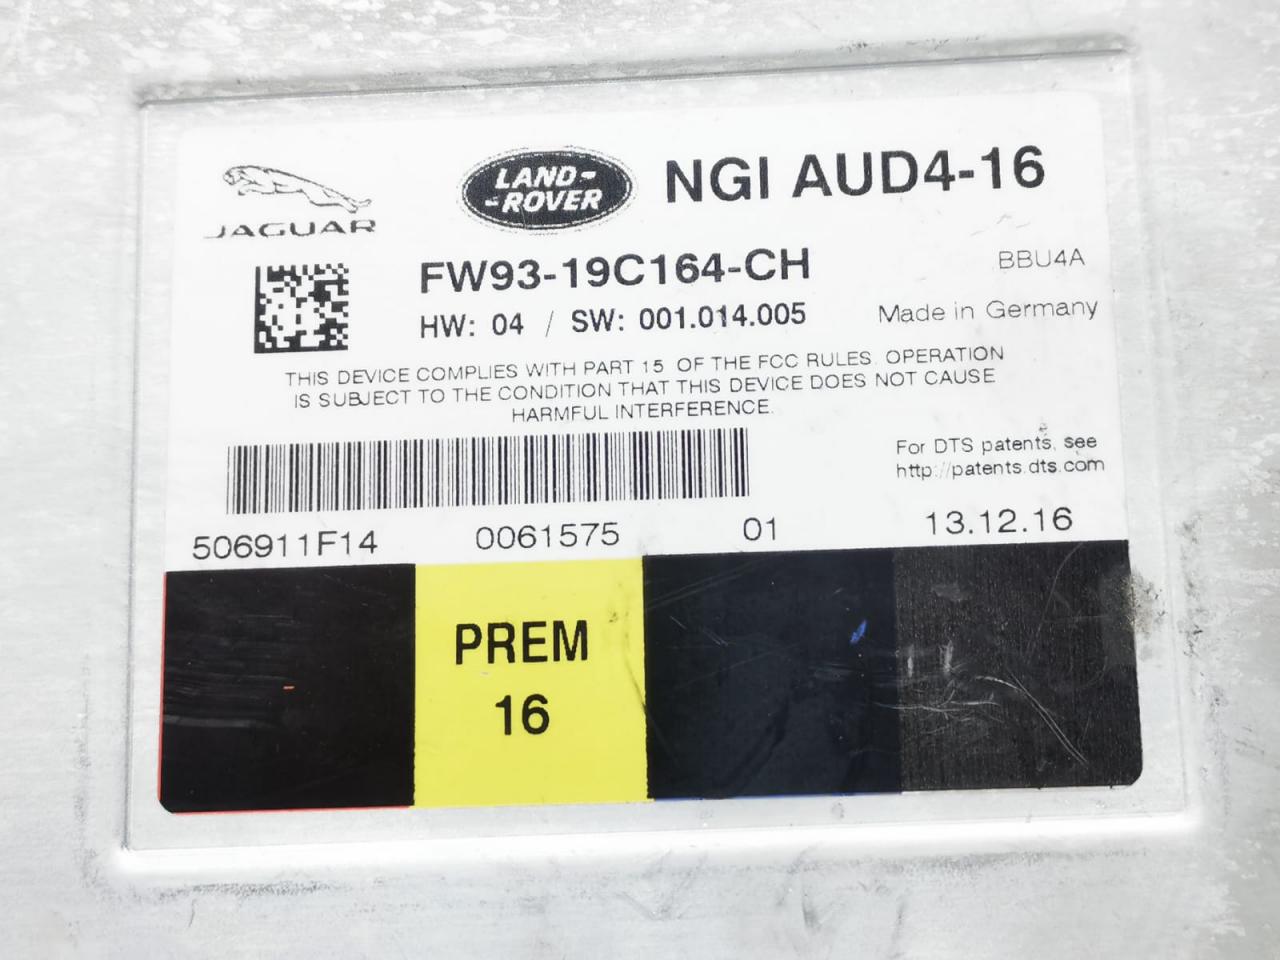 JAGUAR
LAND-
-ROVER
NGI AUD4-16
FW93-19C164-CH
BBU4A
HW: 04 / SW: 001.014.005
Made in Germany
THIS DEVICE COMPLIES WITH PART 15 OF THE FCC RULES. OPERATION
IS SUBJECT TO THE CONDITION THAT THIS DEVICE DOES NOT CAUSE
HARMFUL INTERFERENCE.
For DTS patents, see
http://patents.dts.com
506911F14 0061575 01 13.12.16
PREM
16